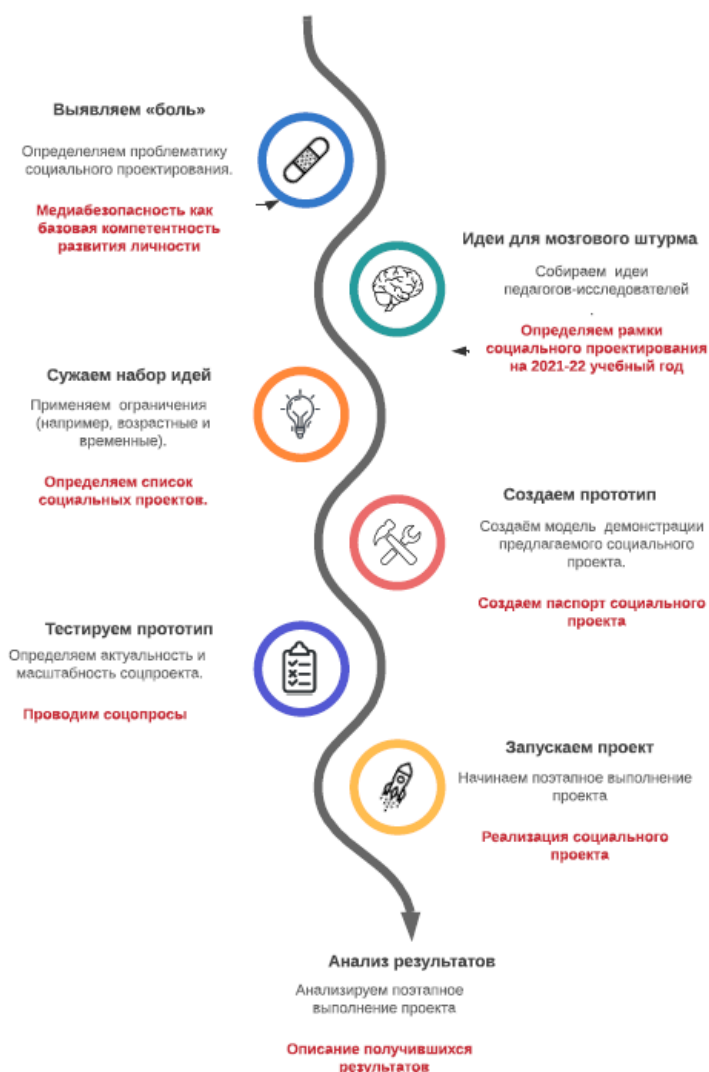 Выявляем «боль»
Определеляем проблематику
социального проектирования.
Медиабезопасность как
базовая компетентность
развития личности
Идеи для мозгового штурма
Собираем идеи
педагогов-исследователей
.
Определяем рамки
социального проектирования
на 2021-22 учебный год
Сужаем набор идей
Применяем ограничения
(например, возрастные и
временные).
Определяем список
социальных проектов.
Создаем прототип
Создаём модель демонстрации
предлагаемого социального
проекта.
Создаем паспорт социального
проекта
Тестируем прототип
Определяем актуальность и
масштабность соцпроекта.
Проводим соцопросы
Запускаем проект
Начинаем поэтапное выполнение
проекта
Реализация социального
проекта
Анализ результатов
Анализируем поэтапное
выполнение проекта
Описание получившихся
результатов